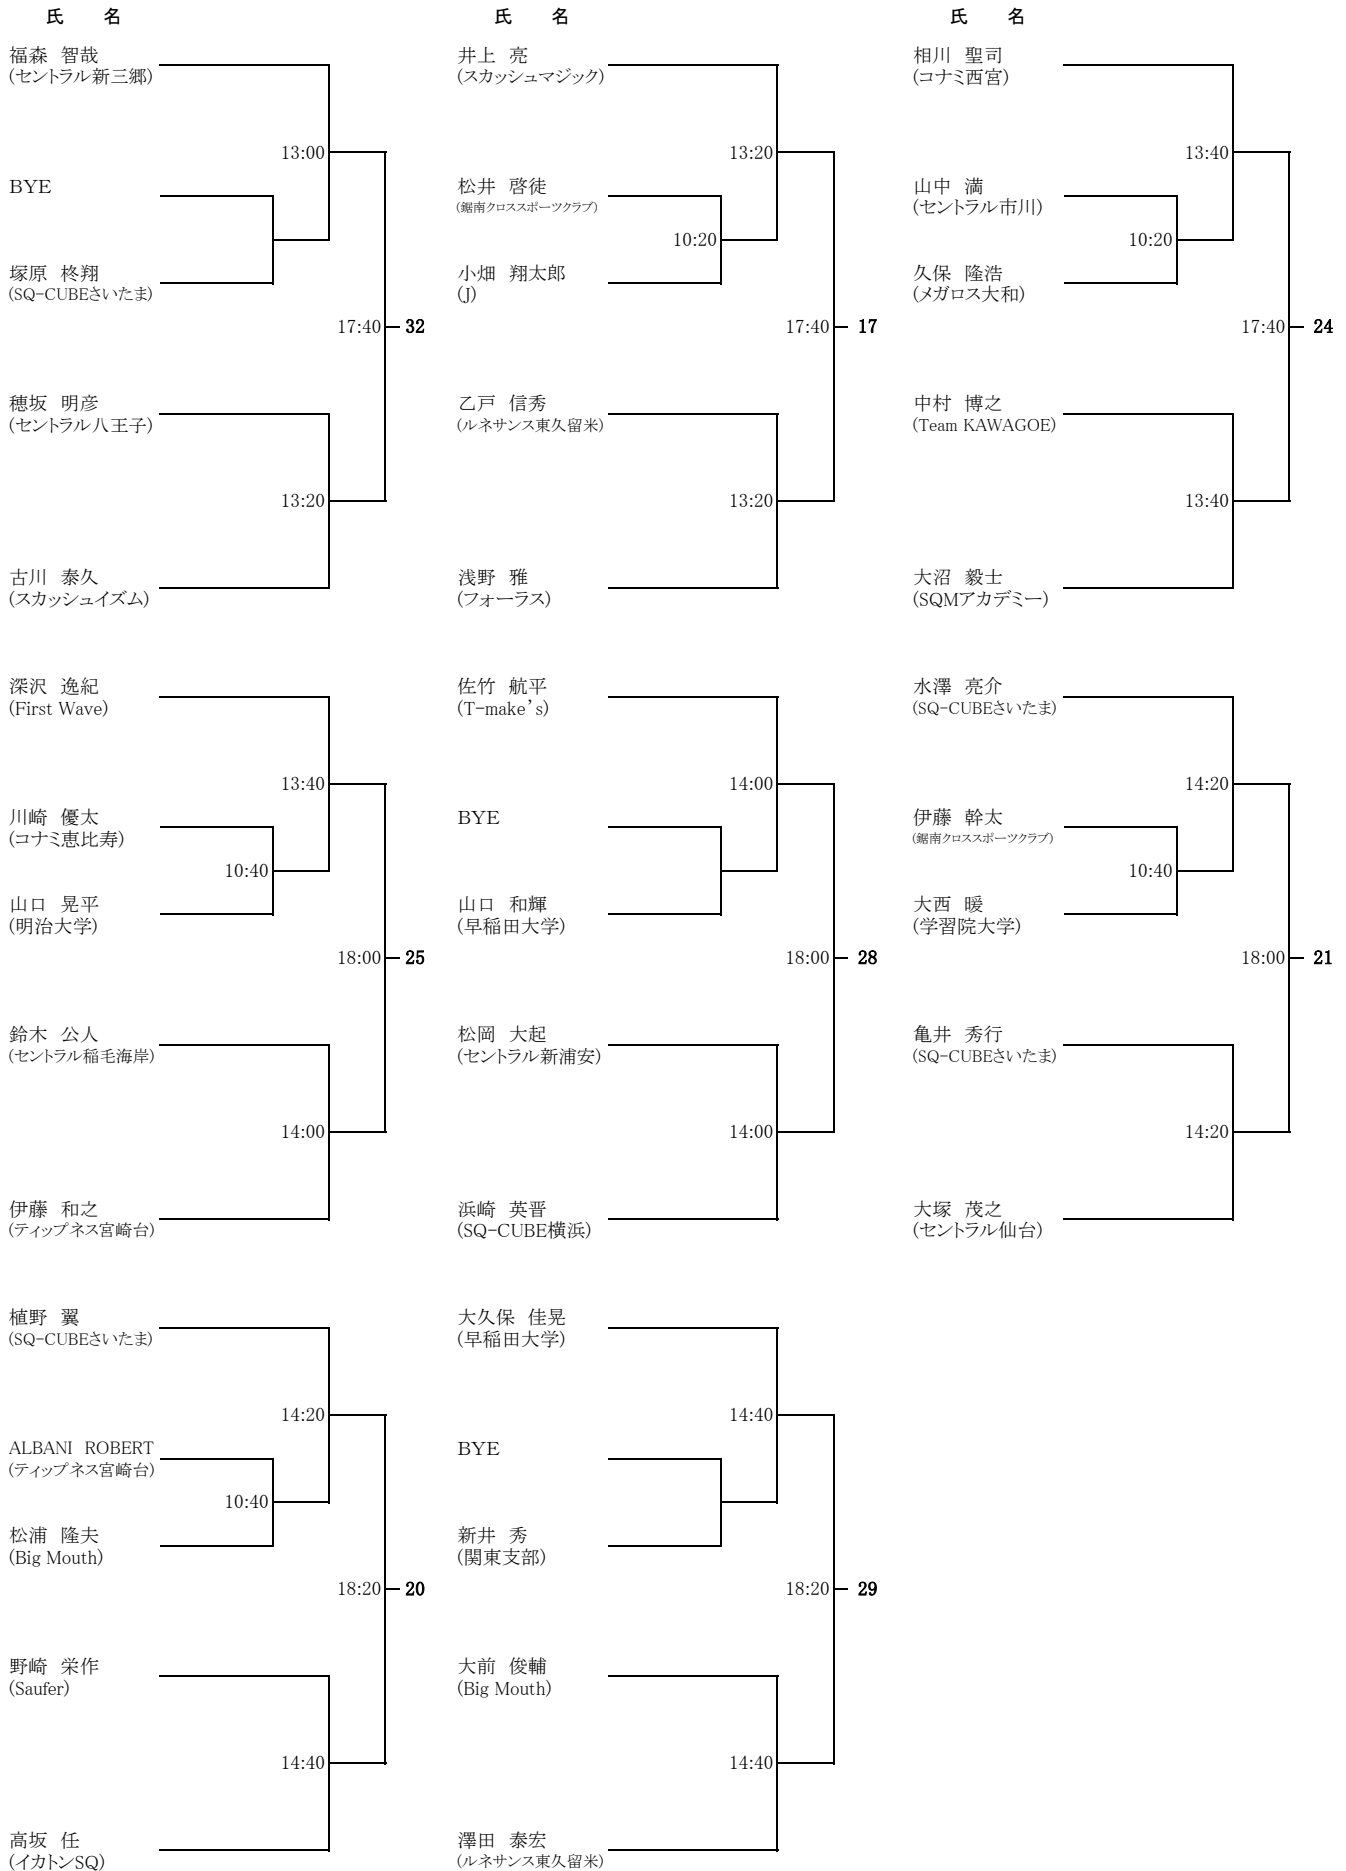 氏 名
福森 智哉
(セントラル新三郷)
13:00
BYE
塚原 柊翔
(SQ-CUBEさいたま)
17:40
32
穂坂 明彦
(セントラル八王子)
13:20
古川 泰久
(スカッシュイズム)
深沢 逸紀
(First Wave)
13:40
川崎 優太
(コナミ恵比寿)
10:40
山口 晃平
(明治大学)
18:00
25
鈴木 公人
(セントラル稲毛海岸)
14:00
伊藤 和之
(ティップネス宮崎台)
植野 翼
(SQ-CUBEさいたま)
14:20
ALBANI ROBERT
(ティップネス宮崎台)
10:40
松浦 隆夫
(Big Mouth)
18:20
20
野崎 栄作
(Saufer)
14:40
高坂 任
(イカトンSQ)
氏 名
井上 亮
(スカッシュマジック)
13:20
松井 啓徒
(鋸南クロススポーツクラブ)
10:20
小畑 翔太郎
(J)
17:40
17
乙戸 信秀
(ルネサンス東久留米)
13:20
浅野 雅
(フォーラス)
佐竹 航平
(T-make's)
14:00
BYE
山口 和輝
(早稲田大学)
18:00
28
松岡 大起
(セントラル新浦安)
14:00
浜崎 英晋
(SQ-CUBE横浜)
大久保 佳晃
(早稲田大学)
14:40
BYE
新井 秀
(関東支部)
18:20
29
大前 俊輔
(Big Mouth)
14:40
澤田 泰宏
(ルネサンス東久留米)
氏 名
相川 聖司
(コナミ西宮)
13:40
山中 満
(セントラル市川)
10:20
久保 隆浩
(メガロス大和)
17:40
24
中村 博之
(Team KAWAGOE)
13:40
大沼 毅士
(SQMアカデミー)
水澤 亮介
(SQ-CUBEさいたま)
14:20
伊藤 幹太
(鋸南クロススポーツクラブ)
10:40
大西 暖
(学習院大学)
18:00
21
亀井 秀行
(SQ-CUBEさいたま)
14:20
大塚 茂之
(セントラル仙台)